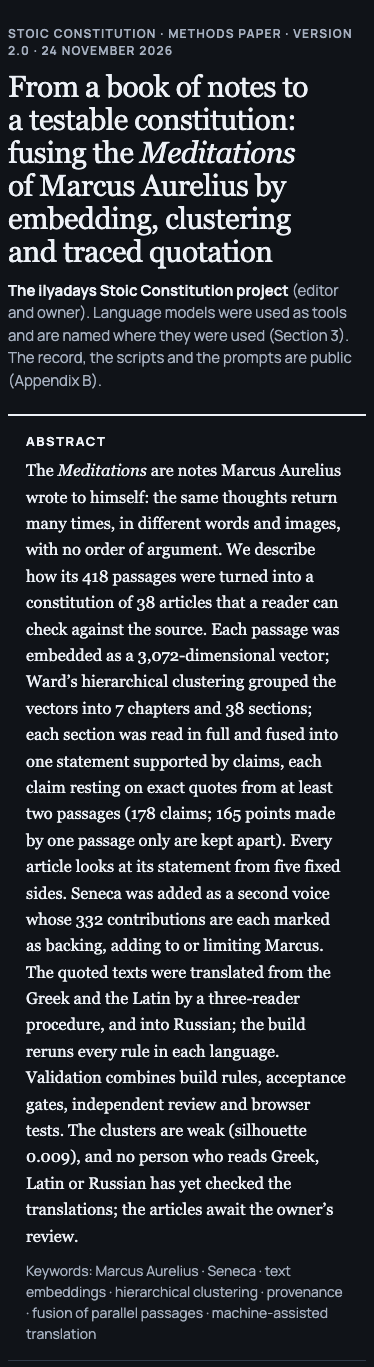 STOIC CONSTITUTION · METHODS PAPER · VERSION
2.0 · 24 NOVEMBER 2026
From a book of notes to
a testable constitution:
fusing the Meditations
of Marcus Aurelius by
embedding, clustering
and traced quotation
The ilyadays Stoic Constitution project (editor
and owner). Language models were used as tools
and are named where they were used (Section 3).
The record, the scripts and the prompts are public
(Appendix B).
ABSTRACT
The Meditations are notes Marcus Aurelius
wrote to himself: the same thoughts return
many times, in different words and images,
with no order of argument. We describe
how its 418 passages were turned into a
constitution of 38 articles that a reader can
check against the source. Each passage was
embedded as a 3,072-dimensional vector;
Ward’s hierarchical clustering grouped the
vectors into 7 chapters and 38 sections;
each section was read in full and fused into
one statement supported by claims, each
claim resting on exact quotes from at least
two passages (178 claims; 165 points made
by one passage only are kept apart). Every
article looks at its statement from five fixed
sides. Seneca was added as a second voice
whose 332 contributions are each marked
as backing, adding to or limiting Marcus.
The quoted texts were translated from the
Greek and the Latin by a three-reader
procedure, and into Russian; the build
reruns every rule in each language.
Validation combines build rules, acceptance
gates, independent review and browser
tests. The clusters are weak (silhouette
0.009), and no person who reads Greek,
Latin or Russian has yet checked the
translations; the articles await the owner’s
review.
Keywords: Marcus Aurelius · Seneca · text
embeddings · hierarchical clustering · provenance
· fusion of parallel passages · machine-assisted
translation